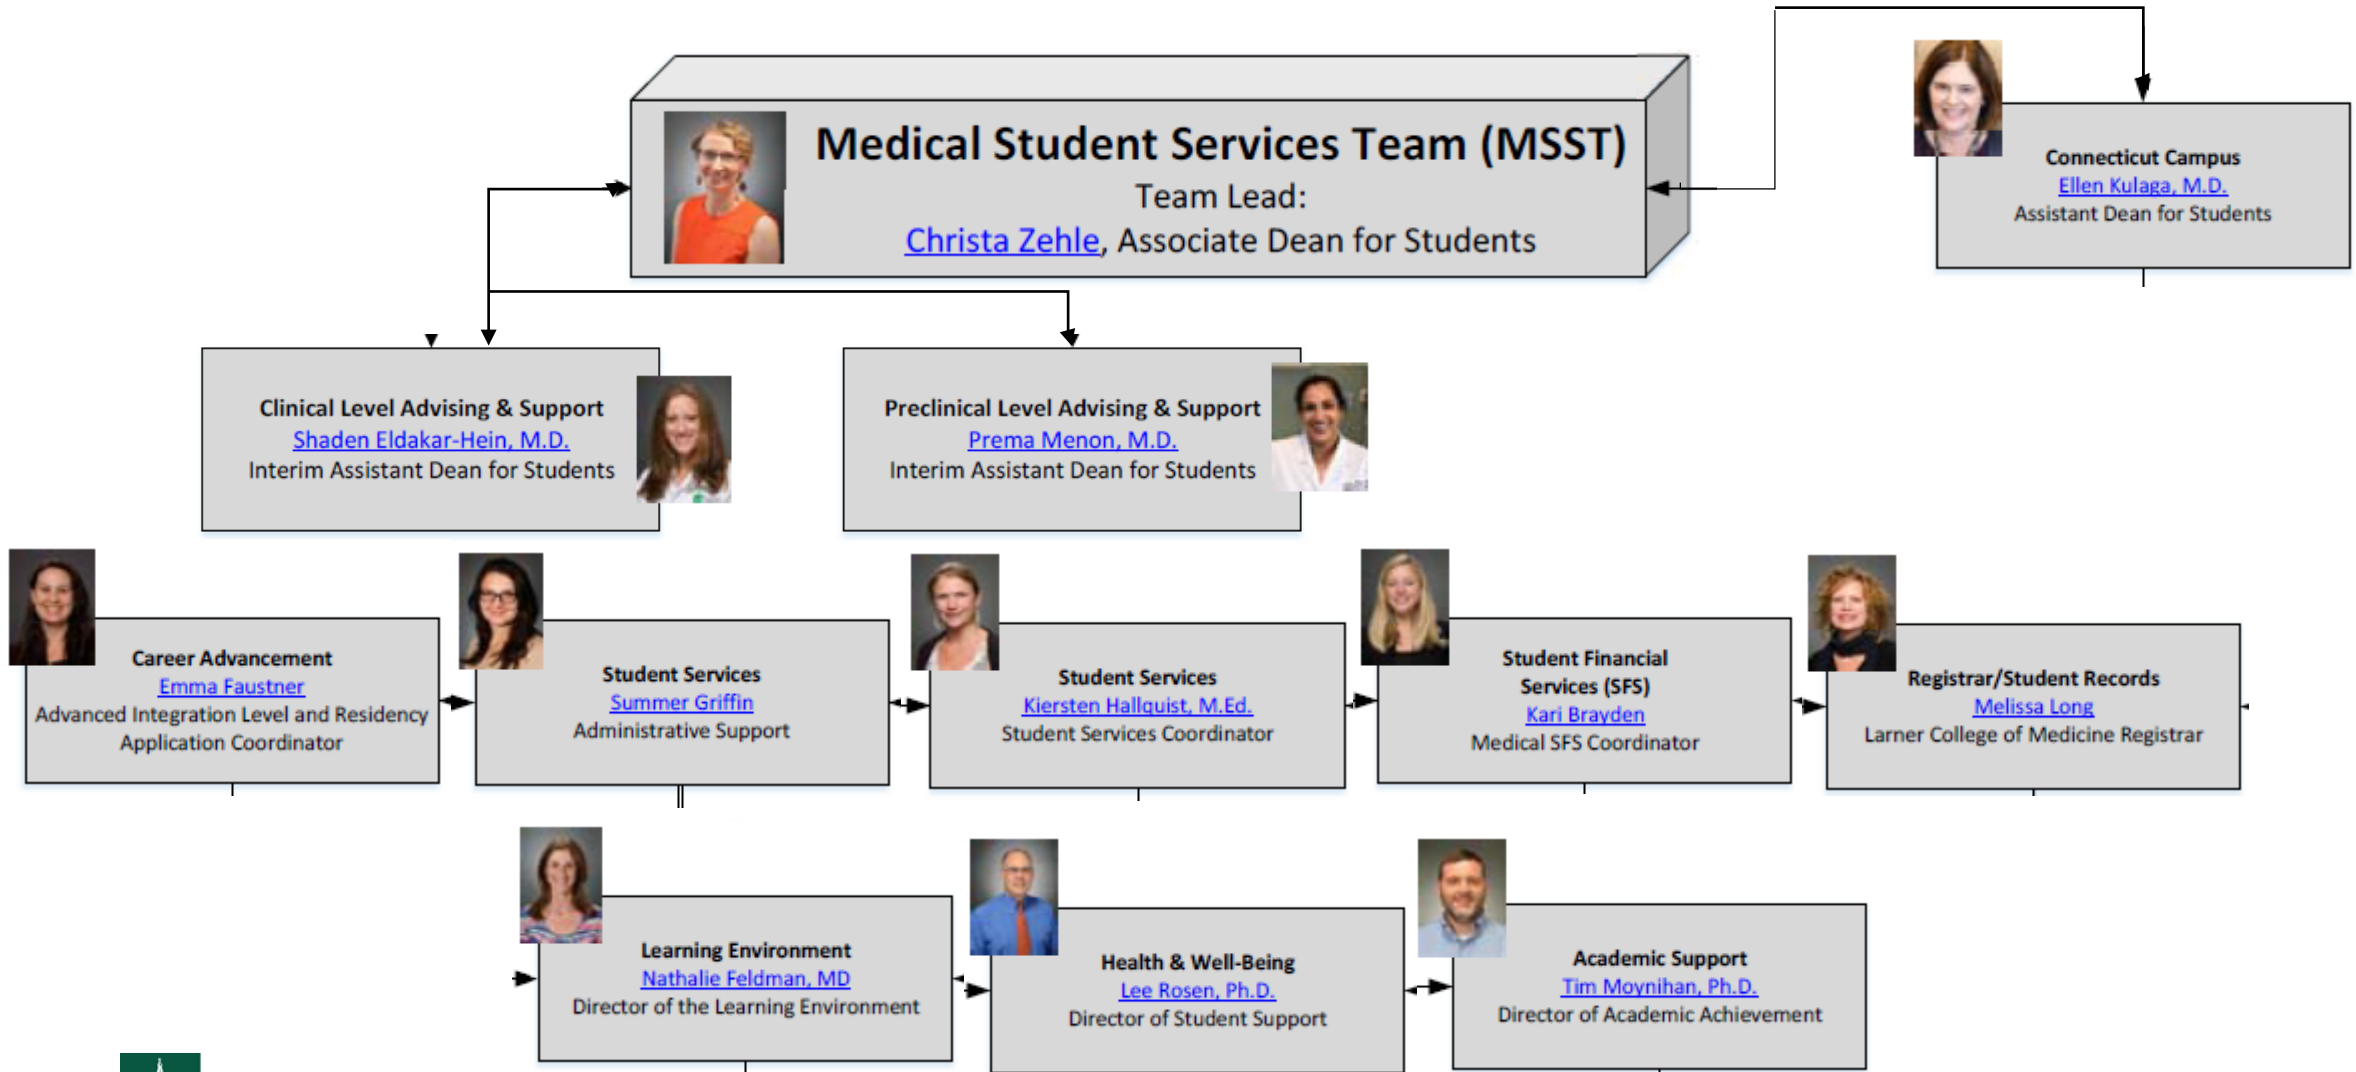 Medical Student Services Team (MSST)
Team Lead:
Christa Zehle, Associate Dean for Students
Connecticut Campus
Ellen Kulaga, M.D.
Assistant Dean for Students
Clinical Level Advising & Support
Shaden Eldakar-Hein, M.D.
Interim Assistant Dean for Students
Preclinical Level Advising & Support
Prema Menon, M.D.
Interim Assistant Dean for Students
Career Advancement
Emma Faustner
Advanced Integration Level and Residency
Application Coordinator
Student Services
Summer Griffin
Administrative Support
Student Services
Kiersten Hallquist, M.Ed.
Student Services Coordinator
Student Financial
Services (SFS)
Kari Brayden
Medical SFS Coordinator
Registrar/Student Records
Melissa Long
Larner College of Medicine Registrar
Learning Environment
Nathalie Feldman, MD
Director of the Learning Environment
Health & Well-Being
Lee Rosen, Ph.D.
Director of Student Support
Academic Support
Tim Moynihan, Ph.D.
Director of Academic Achievement